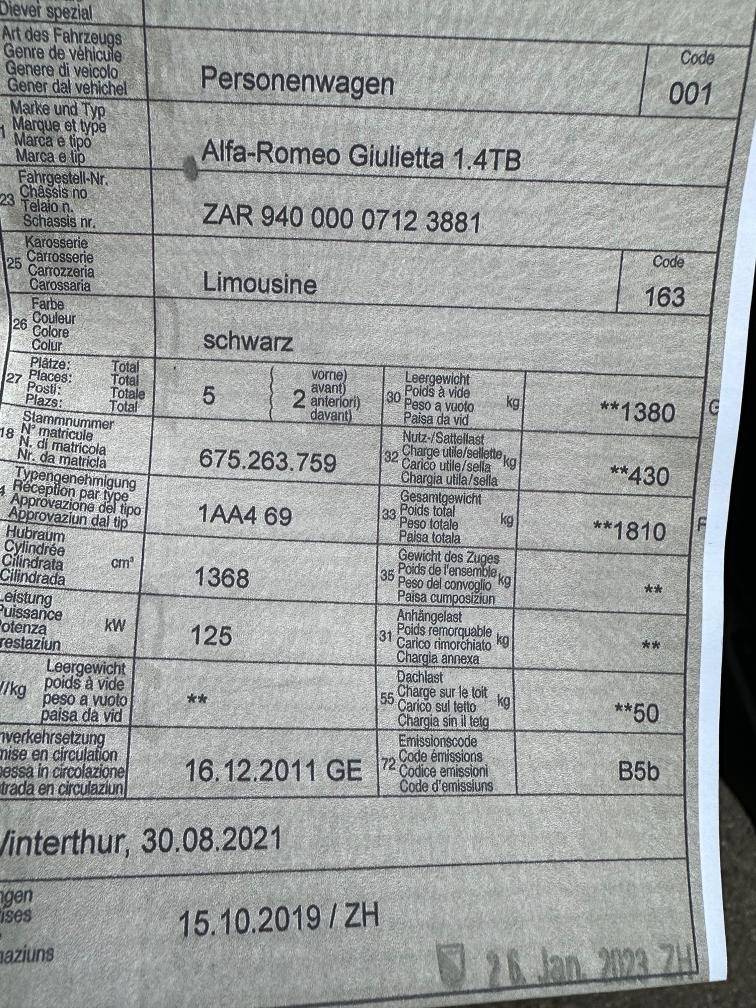 Diever spezial
Art des Fahrzeugs
Genre de véhicule
Genere di veicolo
Gener dal vehichel
Personenwagen
Code
001
Marke und Typ
Marque et type
Marca e tipo
Marca e tip
Alfa-Romeo Giulietta 1.4TB
23
Fahrgestell-Nr.
Châssis no
Telaio n.
Schassis nr.
ZAR 940 000 0712 3881
25
Karosserie
Carrosserie
Carrozzeria
Carossaria
Limousine
Code
163
26
Farbe
Couleur
Colore
Colur
schwarz
27
Plätze: Total
Places: Total
Posti: Totale
Plazs: Total
5
2
vorne)
avant)
anteriori)
davant)
30
Leergewicht
Poids à vide
Peso a vuoto
Paisa da vid
kg
**1380
18
Stammnummer
N° matricule
N. di matricola
Nr. da matricla
675.263.759
32
Nutz-/Sattellast
Charge utile/sellette
Carico utile/sella
Chargia utila/sella
kg
**430
Typengenehmigung
Réception par type
Approvazione del tipo
Approvaziun dal tip
1AA4 69
33
Gesamtgewicht
Poids total
Peso totale
Paisa totala
kg
**1810
Hubraum
Cylindrée
Cilindrata
Cilindrada
cm³
1368
35
Gewicht des Zuges
Poids de l'ensemble
Peso del convoglio
Paisa cumposiziun
kg
**
Leistung
Puissance
Potenza
restaziun
kW
125
31
Anhängelast
Poids remorquable
Carico rimorchiato
Chargia annexa
kg
**
/kg
Leergewicht
poids à vide
peso a vuoto
paisa da vid
**
55
Dachlast
Charge sur le toit
Carico sul tetto
Chargia sin il tetg
kg
**50
nverkehrsetzung
mise en circulation
messa in circolazione
trada en circulaziun
16.12.2011 GE
72
Emissionscode
Code émissions
Codice emissioni
Code d'emissiuns
B5b
Winterthur, 30.08.2021
ngen
ises
naziuns
15.10.2019 / ZH
26. Jan. 2023 ZH